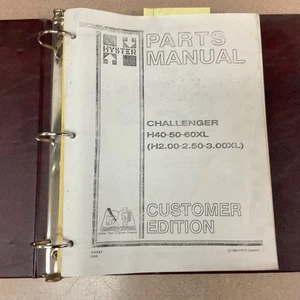 HYSTER
PARTS
MANUAL
CHALLENGER
H40-50-60XL
(H2.00-2.50-3.00XL)
CUSTOMER
EDITION